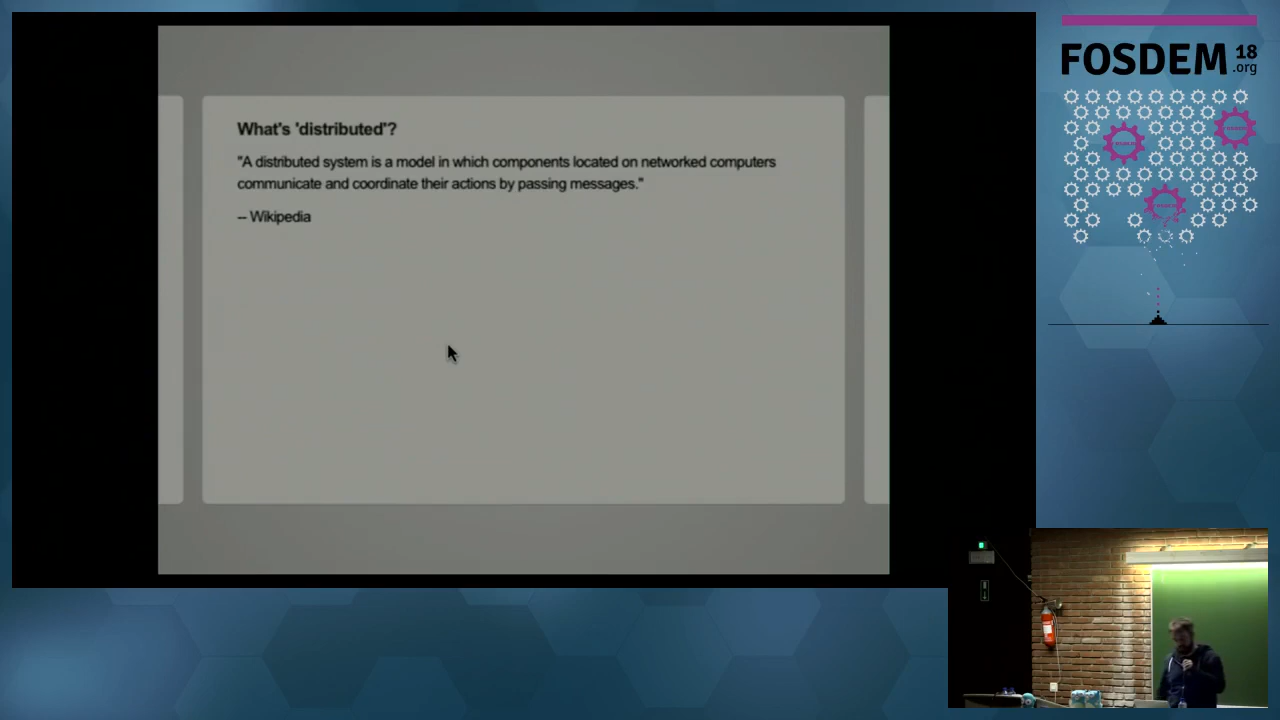 What's 'distributed'?
"A distributed system is a model in which components located on networked computers
communicate and coordinate their actions by passing messages."
-- Wikipedia
FOSDEM 18
.org